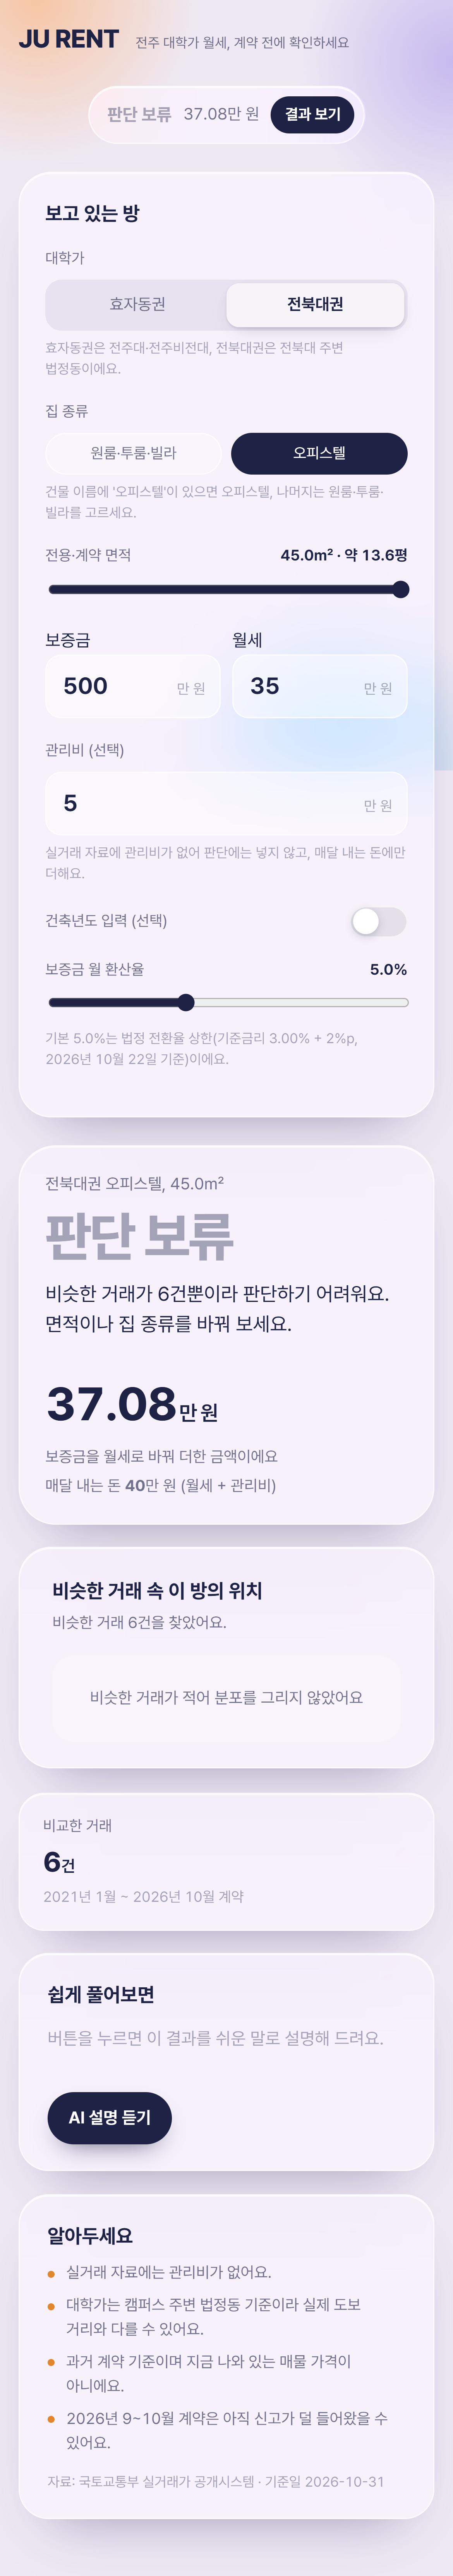 JU RENT 전주 대학가 월세, 계약 전에 확인하세요
판단 보류 37.08만 원 결과 보기
보고 있는 방
대학가
효자동권 전북대권
효자동권은 전주대·전주비전대, 전북대권은 전북대 주변
법정동이에요.
집 종류
원룸·투룸·빌라 오피스텔
건물 이름에 '오피스텔'이 있으면 오피스텔, 나머지는 원룸·투룸·
빌라를 고르세요.
전용·계약 면적 45.0m² · 약 13.6평
보증금 월세
500 만 원 35 만 원
관리비 (선택)
5 만 원
실거래 자료에 관리비가 없어 판단에는 넣지 않고, 매달 내는 돈에만
더해요.
건축년도 입력 (선택)
보증금 월 환산율 5.0%
기본 5.0%는 법정 전환율 상한(기준금리 3.00% + 2%p,
2026년 10월 22일 기준)이에요.
전북대권 오피스텔, 45.0m²
판단 보류
비슷한 거래가 6건뿐이라 판단하기 어려워요.
면적이나 집 종류를 바꿔 보세요.
37.08만 원
보증금을 월세로 바꿔 더한 금액이에요
매달 내는 돈 40만 원 (월세 + 관리비)
비슷한 거래 속 이 방의 위치
비슷한 거래 6건을 찾았어요.
비슷한 거래가 적어 분포를 그리지 않았어요
비교한 거래
6건
2021년 1월 ~ 2026년 10월 계약
쉽게 풀어보면
버튼을 누르면 이 결과를 쉬운 말로 설명해 드려요.
AI 설명 듣기
알아두세요
실거래 자료에는 관리비가 없어요.
대학가는 캠퍼스 주변 법정동 기준이라 실제 도보
거리와 다를 수 있어요.
과거 계약 기준이며 지금 나와 있는 매물 가격이
아니에요.
2026년 9~10월 계약은 아직 신고가 덜 들어왔을 수
있어요.
자료: 국토교통부 실거래가 공개시스템 · 기준일 2026-10-31